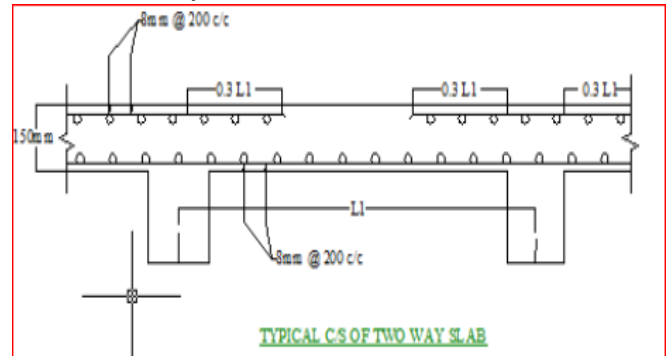 8mm @ 200 c/c
0.3 L1
0.3 L1
0.3 L1
150mm
L1
8mm @ 200 c/c
TYPICAL C/S OF TWO WAY SLAB